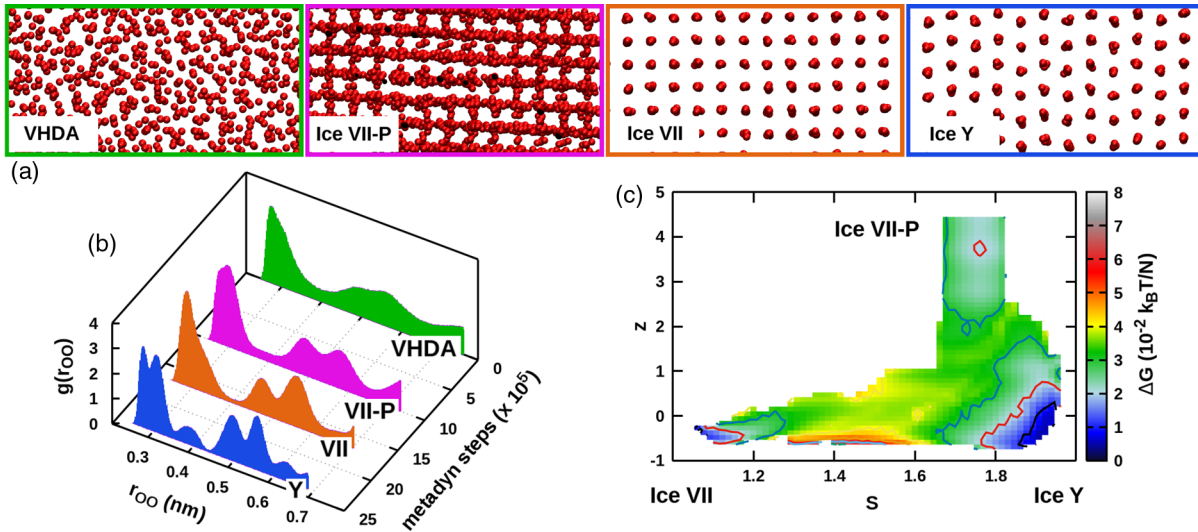 VHDA
Ice VII-P
Ice VII
Ice Y
(a)
(b)
4
3
2
1
0
g(rOO)
0.3
0.4
0.5
0.6
0.7
rOO (nm)
0
5
10
15
20
25
metadyn steps (x 10⁵)
VHDA
VII-P
VII
Y
(c)
5
4
3
2
1
0
-1
z
Ice VII-P
1.2
1.4
1.6
1.8
Ice VII
S
Ice Y
8
7
6
5
4
3
2
1
0
ΔG (10⁻² kBT/N)